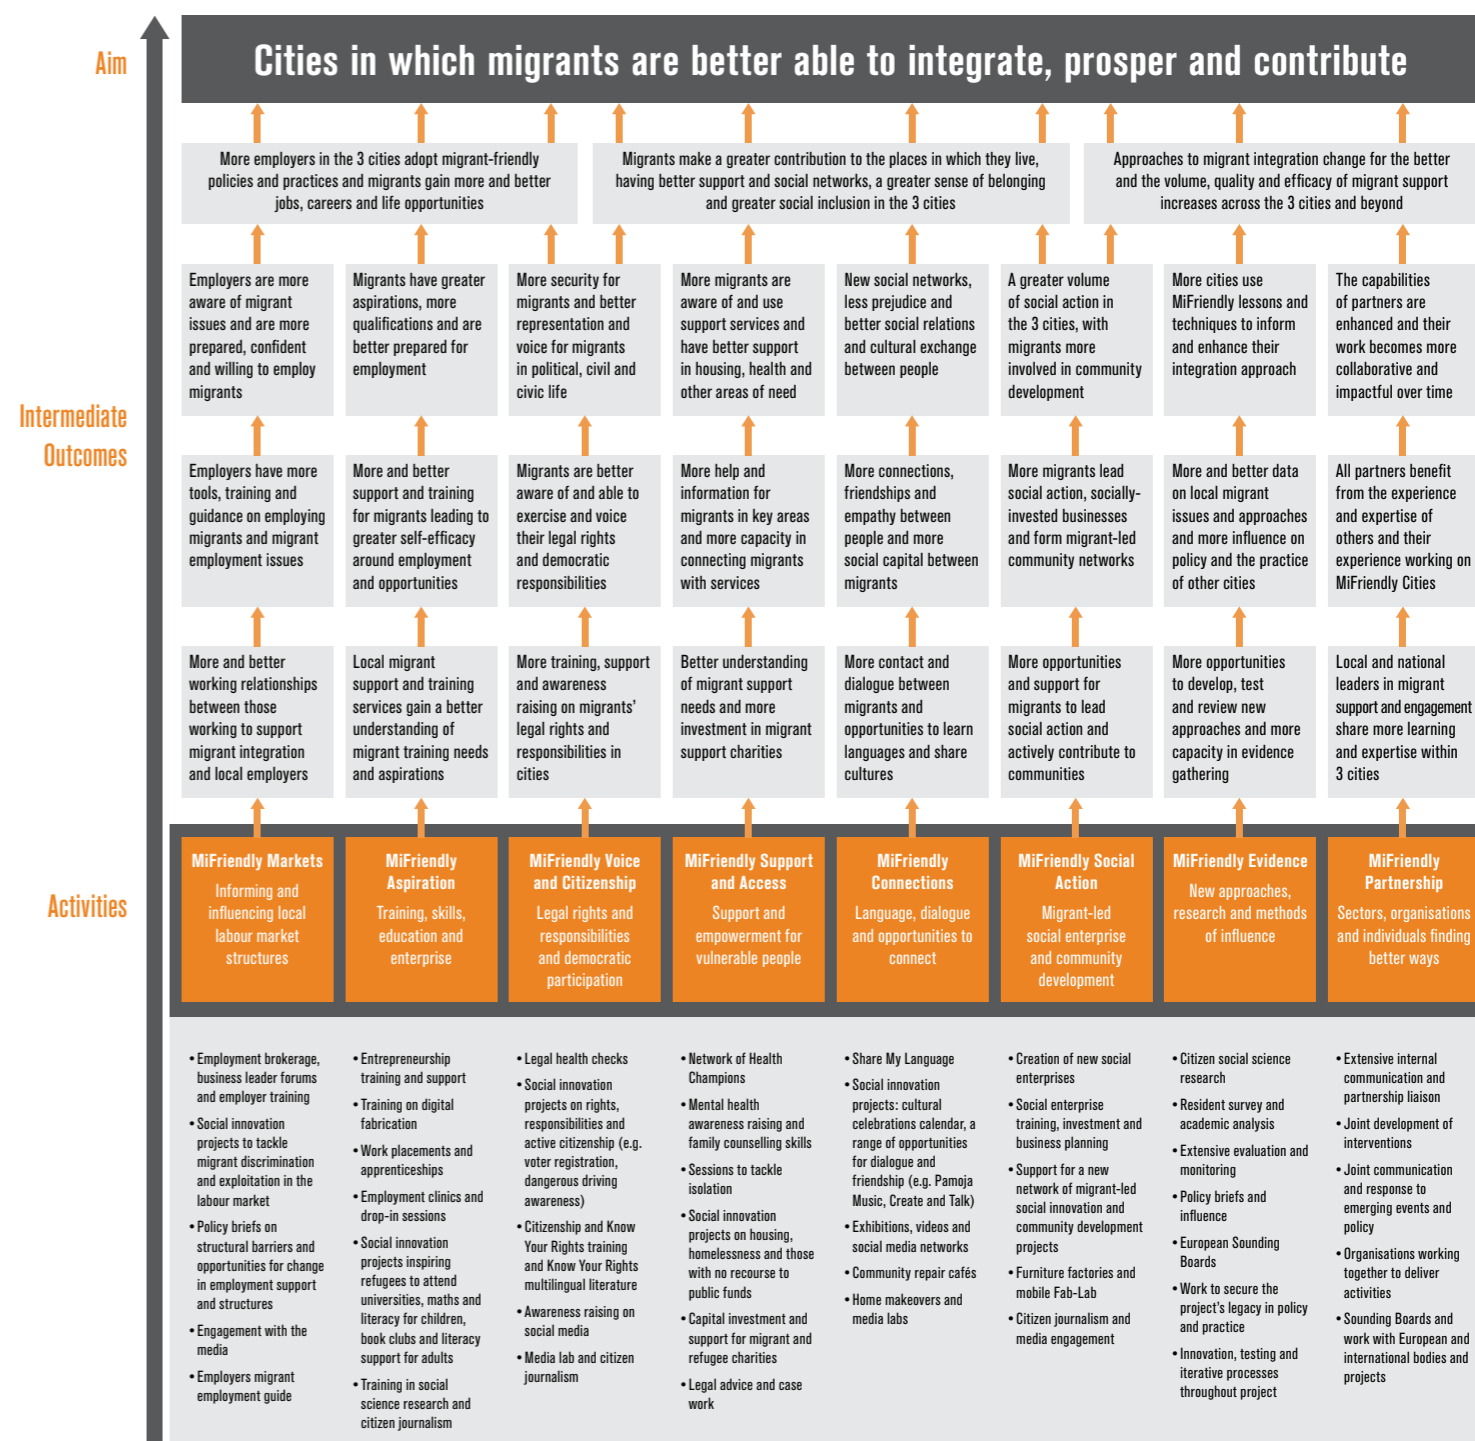 Aim
Cities in which migrants are better able to integrate, prosper and contribute
More employers in the 3 cities adopt migrant-friendly
policies and practices and migrants gain more and better
jobs, careers and life opportunities
Migrants make a greater contribution to the places in which they live,
having better support and social networks, a greater sense of belonging
and greater social inclusion in the 3 cities
Approaches to migrant integration change for the better
and the volume, quality and efficacy of migrant support
increases across the 3 cities and beyond
Intermediate
Outcomes
Employers are more
aware of migrant
issues and are more
prepared, confident
and willing to employ
migrants
Migrants have greater
aspirations, more
qualifications and are
better prepared for
employment
More security for
migrants and better
representation and
voice for migrants
in political, civil and
civic life
More migrants are
aware of and use
support services and
have better support
in housing, health and
other areas of need
New social networks,
less prejudice and
better social relations
and cultural exchange
between people
A greater volume
of social action in
the 3 cities, with
migrants more
involved in community
development
More cities use
MiFriendly lessons and
techniques to inform
and enhance their
integration approach
The capabilities
of partners are
enhanced and their
work becomes more
collaborative and
impactful over time
Employers have more
tools, training and
guidance on employing
migrants and migrant
employment issues
More and better
support and training
for migrants leading to
greater self-efficacy
around employment
and opportunities
Migrants are better
aware of and able to
exercise and voice
their legal rights
and democratic
responsibilities
More help and
information for
migrants in key areas
and more capacity in
connecting migrants
with services
More connections,
friendships and
empathy between
people and more
social capital between
migrants
More migrants lead
social action, socially-
invested businesses
and form migrant-led
community networks
More and better data
on local migrant
issues and approaches
and more influence on
policy and the practice
of other cities
All partners benefit
from the experience
and expertise of
others and their
experience working on
MiFriendly Cities
More and better
working relationships
between those
working to support
migrant integration
and local employers
Local migrant
support and training
services gain a better
understanding of
migrant training needs
and aspirations
More training, support
and awareness
raising on migrants'
legal rights and
responsibilities in
cities
Better understanding
of migrant support
needs and more
investment in migrant
support charities
More contact and
dialogue between
migrants and
opportunities to learn
languages and share
cultures
More opportunities
and support for
migrants to lead
social action and
actively contribute to
communities
More opportunities
to develop, test
and review new
approaches and more
capacity in evidence
gathering
Local and national
leaders in migrant
support and engagement
share more learning
and expertise within
3 cities
Activities
MiFriendly Markets
Informing and
influencing local
labour market
structures
MiFriendly
Aspiration
Training, skills,
education and
enterprise
MiFriendly Voice
and Citizenship
Legal rights and
responsibilities
and democratic
participation
MiFriendly Support
and Access
Support and
empowerment for
vulnerable people
MiFriendly
Connections
Language, dialogue
and opportunities to
connect
MiFriendly Social
Action
Migrant-led
social enterprise
and community
development
MiFriendly Evidence
New approaches,
research and methods
of influence
MiFriendly
Partnership
Sectors, organisations
and individuals finding
better ways
• Employment brokerage,
business leader forums
and employer training
• Social innovation
projects to tackle
migrant discrimination
and exploitation in the
labour market
• Policy briefs on
structural barriers and
opportunities for change
in employment support
and structures
• Engagement with the
media
• Employers migrant
employment guide
• Entrepreneurship
training and support
• Training on digital
fabrication
• Work placements and
apprenticeships
• Employment clinics and
drop-in sessions
• Social innovation
projects inspiring
refugees to attend
universities, maths and
literacy for children,
book clubs and literacy
support for adults
• Training in social
science research and
citizen journalism
• Legal health checks
• Social innovation
projects on rights,
responsibilities and
active citizenship (e.g.
voter registration,
dangerous driving
awareness)
• Citizenship and Know
Your Rights training
and Know Your Rights
multilingual literature
• Awareness raising on
social media
• Media lab and citizen
journalism
• Network of Health
Champions
• Mental health
awareness raising and
family counselling skills
• Sessions to tackle
isolation
• Social innovation
projects on housing,
homelessness and those
with no recourse to
public funds
• Capital investment and
support for migrant and
refugee charities
• Legal advice and case
work
• Share My Language
• Social innovation
projects: cultural
celebrations calendar, a
range of opportunities
for dialogue and
friendship (e.g. Pamoja
Music, Create and Talk)
• Exhibitions, videos and
social media networks
• Community repair cafés
• Home makeovers and
media labs
• Creation of new social
enterprises
• Social enterprise
training, investment and
business planning
• Support for a new
network of migrant-led
social innovation and
community development
projects
• Furniture factories and
mobile Fab-Lab
• Citizen journalism and
media engagement
• Citizen social science
research
• Resident survey and
academic analysis
• Extensive evaluation and
monitoring
• Policy briefs and
influence
• European Sounding
Boards
• Work to secure the
project's legacy in policy
and practice
• Innovation, testing and
iterative processes
throughout project
• Extensive internal
communication and
partnership liaison
• Joint development of
interventions
• Joint communication
and response to
emerging events and
policy
• Organisations working
together to deliver
activities
• Sounding Boards and
work with European and
international bodies and
projects